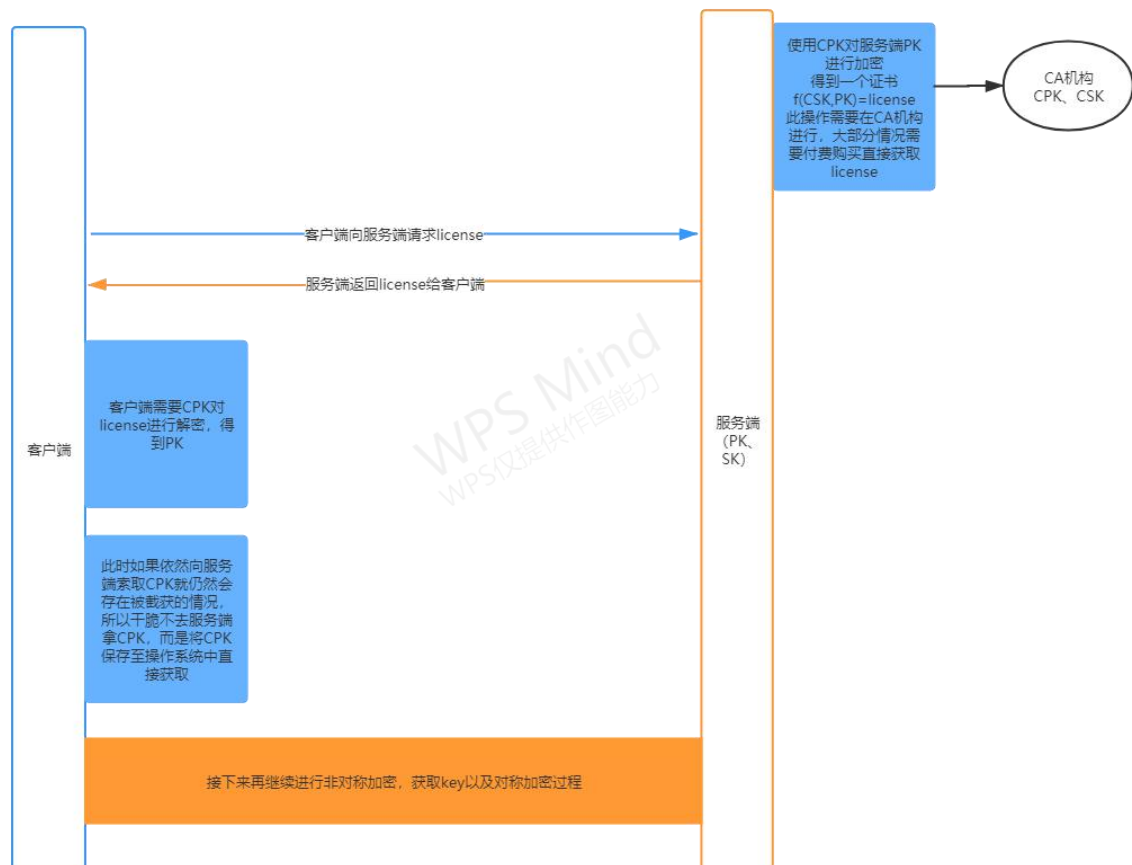 使用CPK对服务端PK
进行加密
得到一个证书
f(CSK,PK)=license
此操作需要在CA机构
进行，大部分情况需
要付费购买直接获取
license
CA机构
CPK、CSK
客户端向服务端请求license
服务端返回license给客户端
客户端需要CPK对
license进行解密，得
到PK
客户端
服务端
（PK、
SK）
WPS Mind
WPS仅提供作图能力
此时如果依然向服务
端索取CPK就仍然会
存在被截获的情况，
所以干脆不去服务端
拿CPK，而是将CPK
保存至操作系统中直
接获取
接下来再继续进行非对称加密，获取key以及对称加密过程